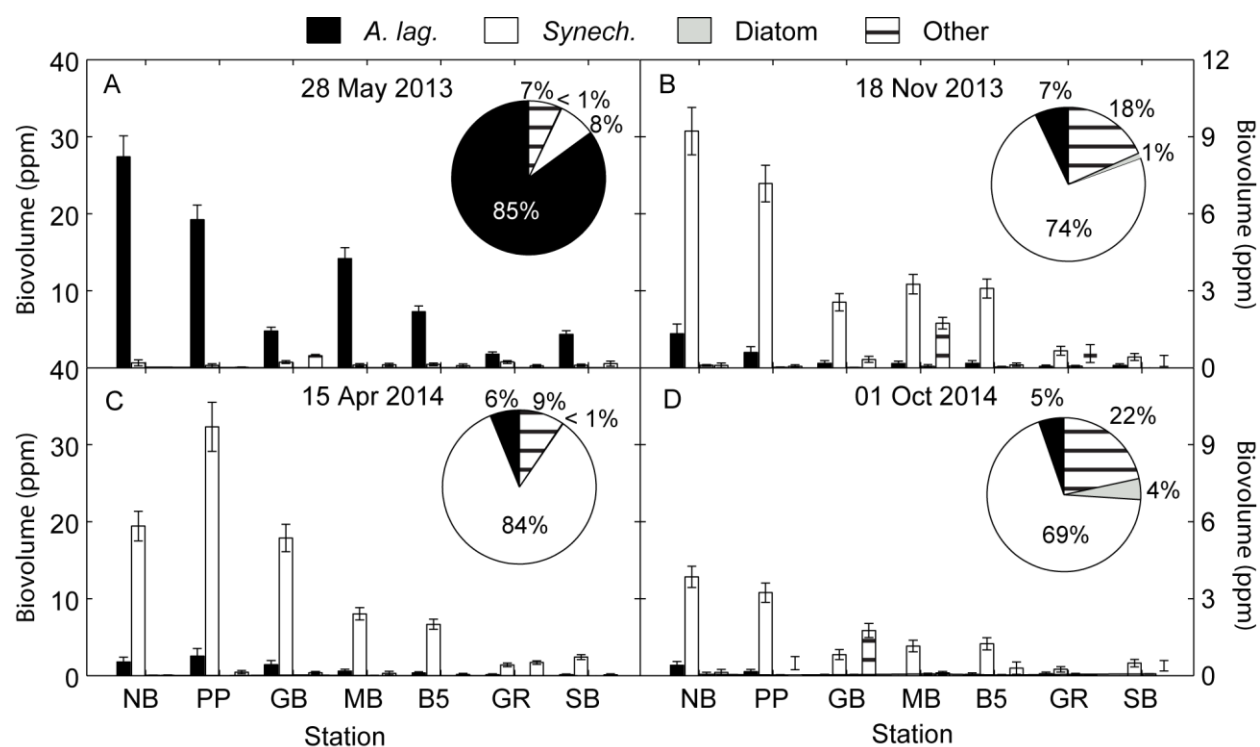 A. lag. Synech. Diatom Other
A 28 May 2013
7%
< 1%
8%
85%
B 18 Nov 2013
7%
18%
1%
74%
40
30
20
10
40
Biovolume (ppm)
12
9
6
3
0
Biovolume (ppm)
C 15 Apr 2014
6%
9%
< 1%
84%
D 01 Oct 2014
5%
22%
4%
69%
30
20
10
0
Biovolume (ppm)
9
6
3
0
Biovolume (ppm)
NB PP GB MB B5 GR SB
NB PP GB MB B5 GR SB
Station
Station